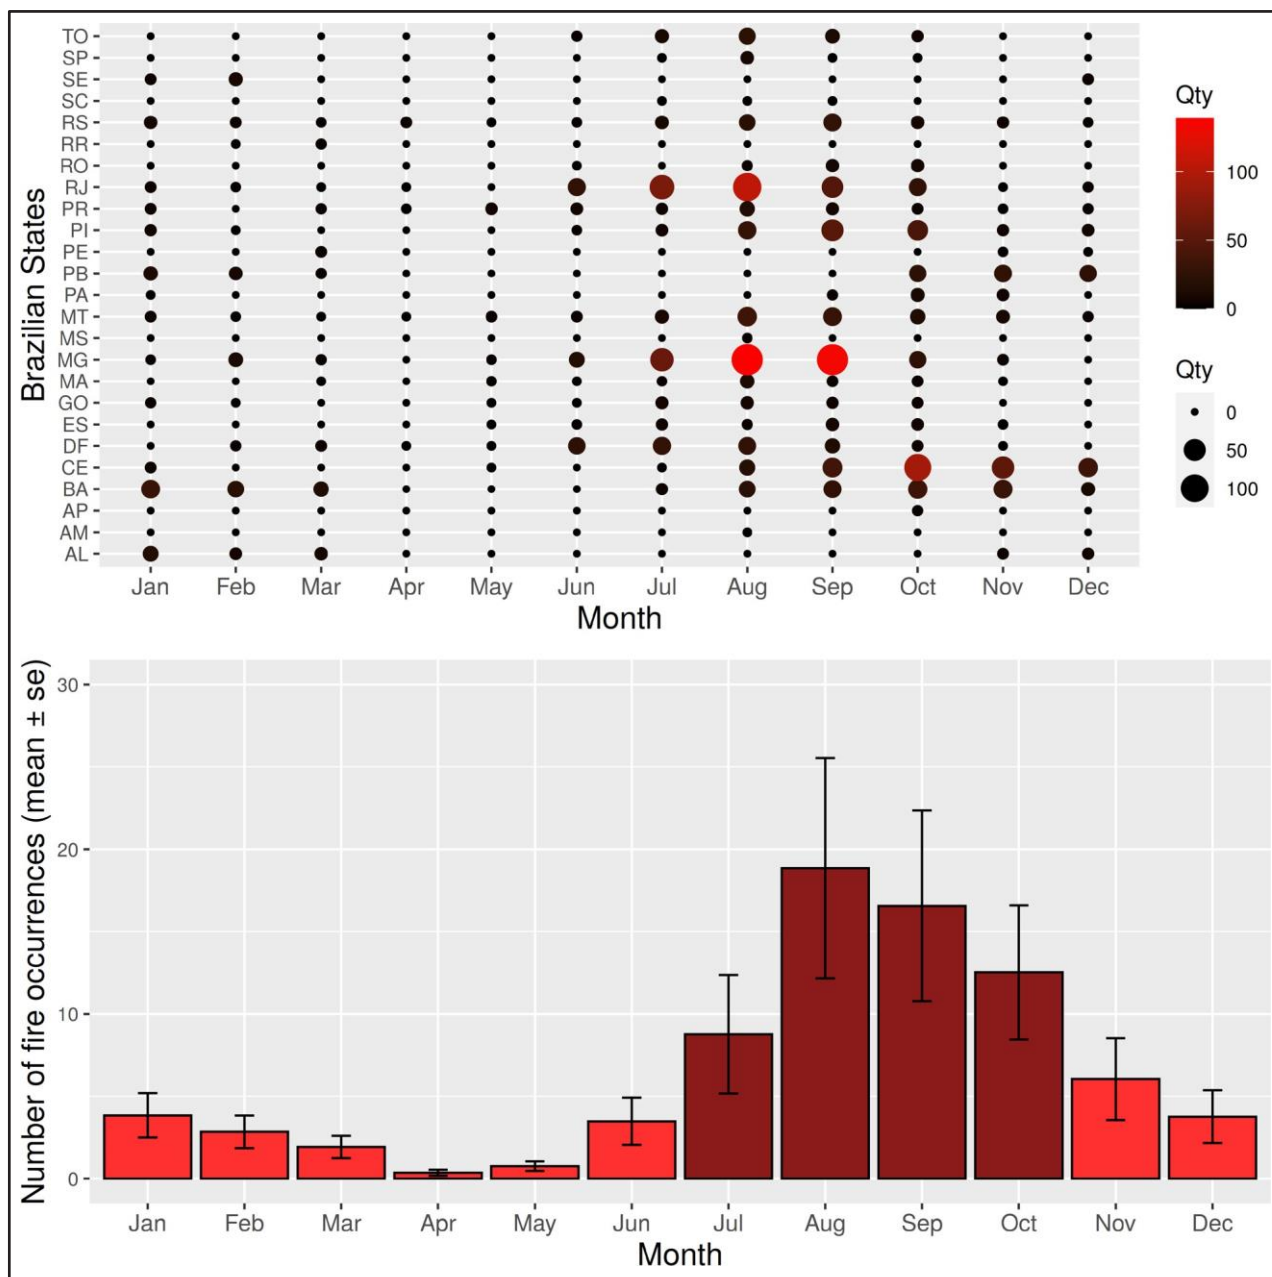 TO
SP
SE
SC
RS
RR
RO
RJ
PR
PI
PE
PB
PA
MT
MS
MG
MA
GO
ES
DF
CE
BA
AP
AM
AL
Brazilian States
Jan Feb Mar Apr May Jun Jul Aug Sep Oct Nov Dec
Month
Qty
100
50
0
Qty
0
50
100
Number of fire occurrences (mean ± se)
30
20
10
0
Jan Feb Mar Apr May Jun Jul Aug Sep Oct Nov Dec
Month